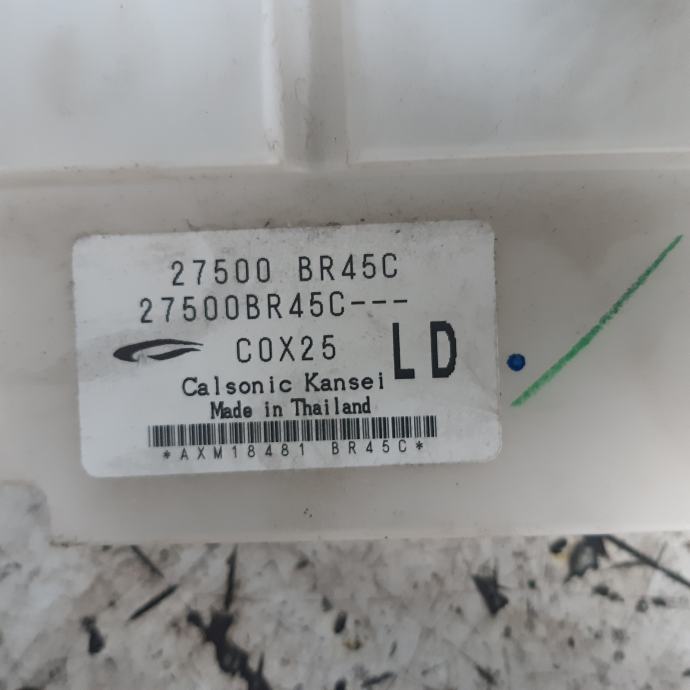 27500 BR45C
27500BR45C---
COX25 LD
Calsonic Kansei
Made in Thailand
*AXM18481 BR45C*